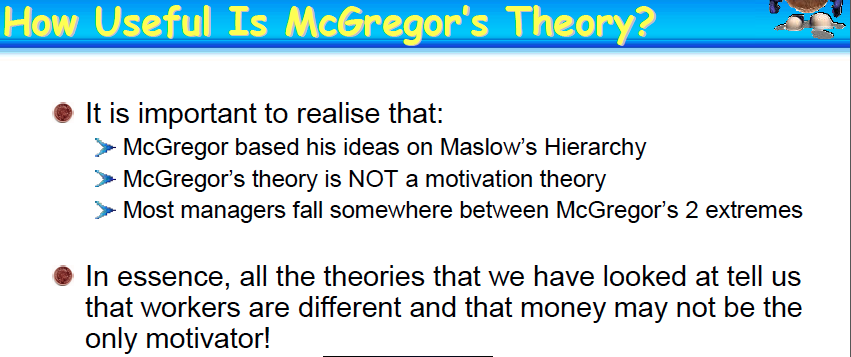 How Useful Is McGregor's Theory?
It is important to realise that:
McGregor based his ideas on Maslow's Hierarchy
McGregor's theory is NOT a motivation theory
Most managers fall somewhere between McGregor's 2 extremes
In essence, all the theories that we have looked at tell us
that workers are different and that money may not be the
only motivator!